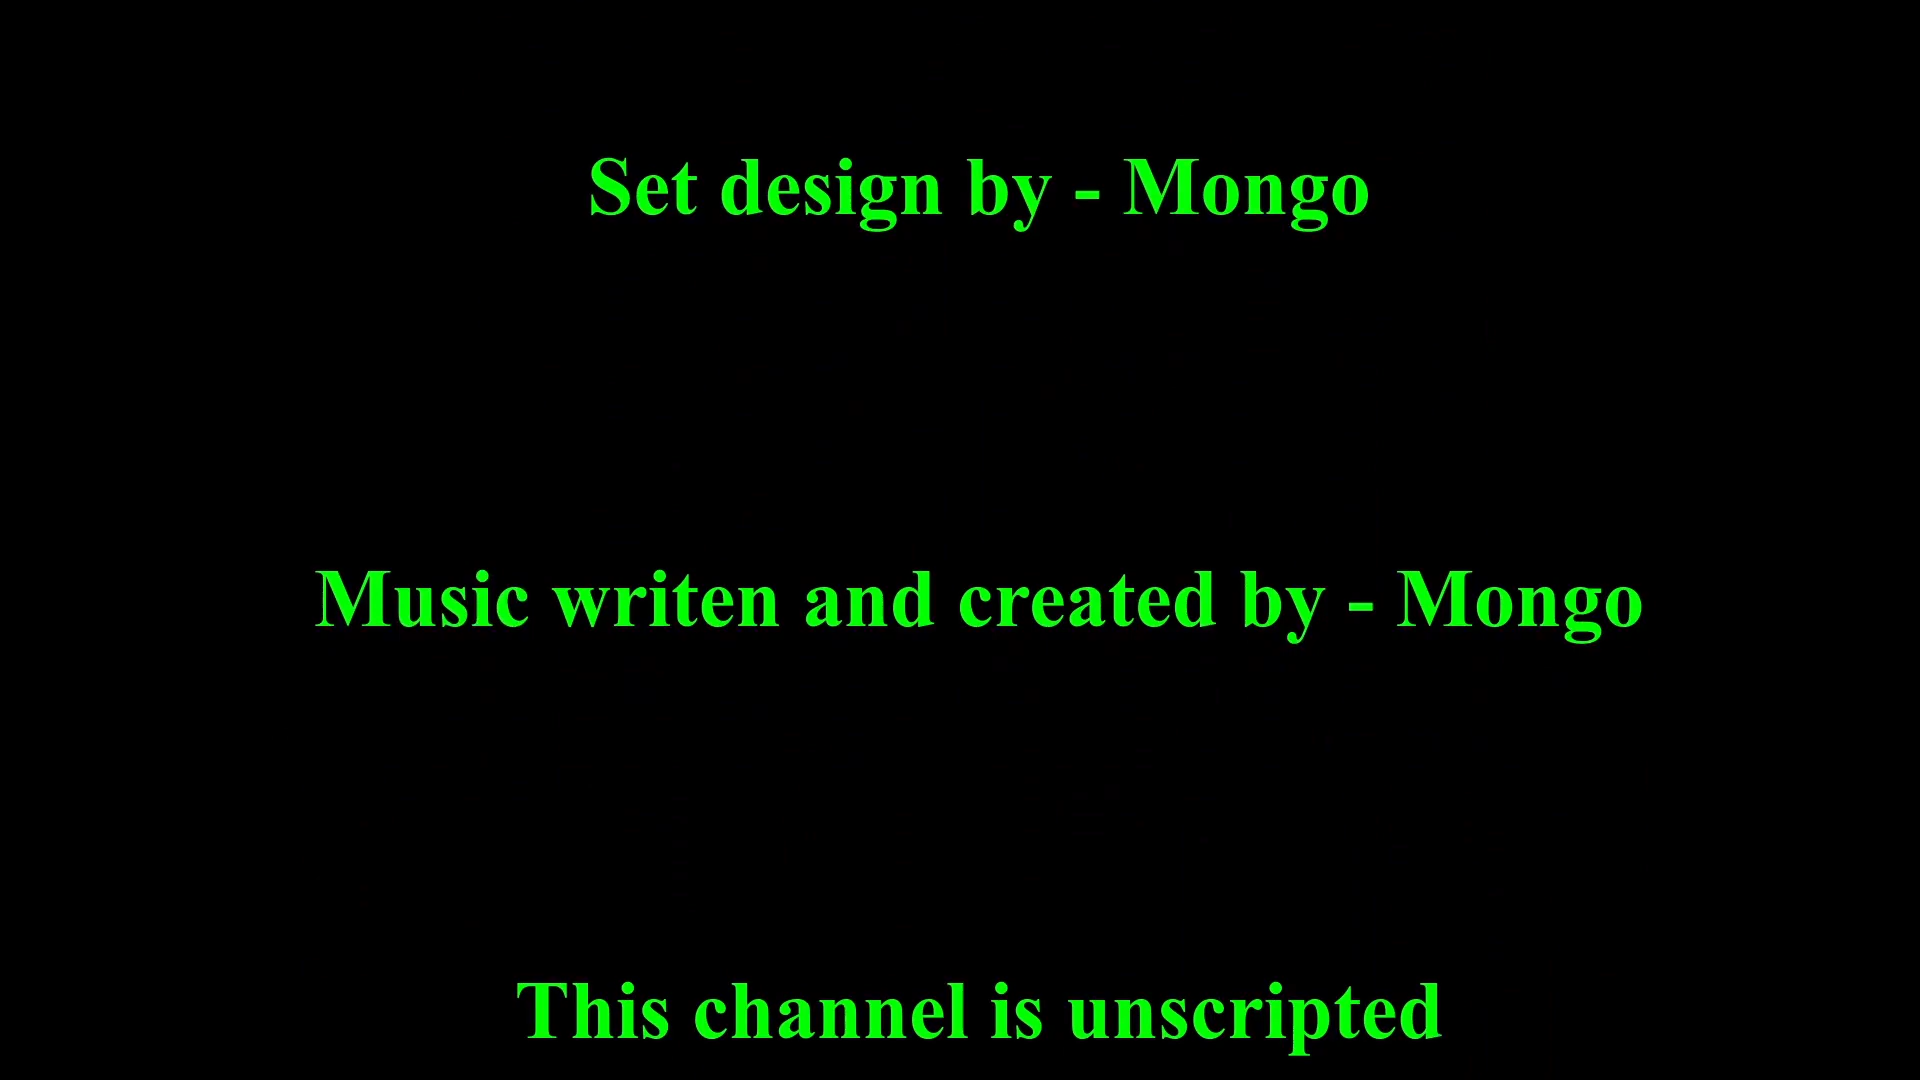 Set design by - Mongo
Music writen and created by - Mongo
This channel is unscripted